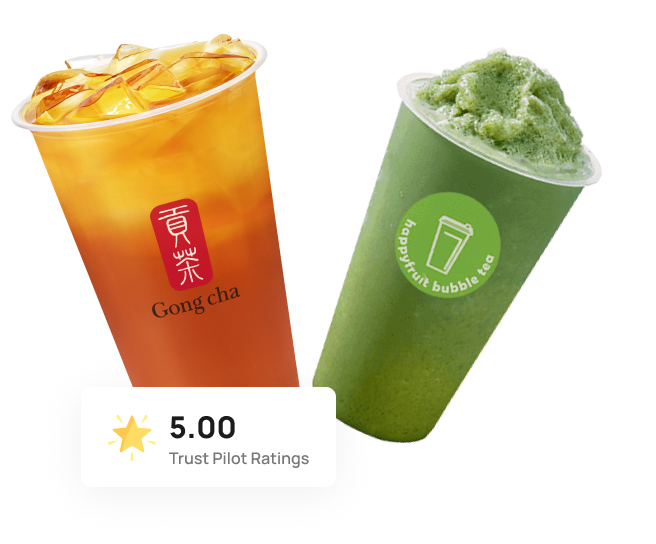 貢茶
Gong cha
happyfruit bubble tea
5.00
Trust Pilot Ratings